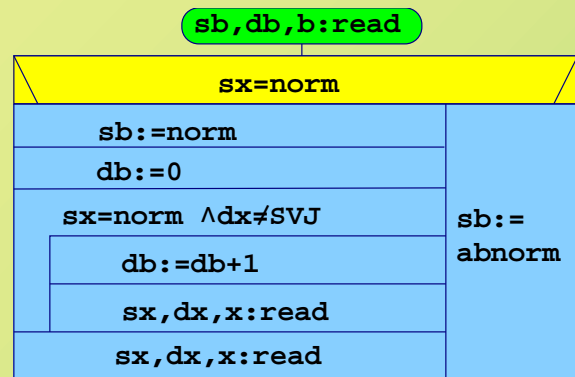 sb,db,b:read
sx=norm
sb:=norm
db:=0
sx=norm ∧dx≠SVJ
sb:=
abnorm
db:=db+1
sx,dx,x:read
sx,dx,x:read